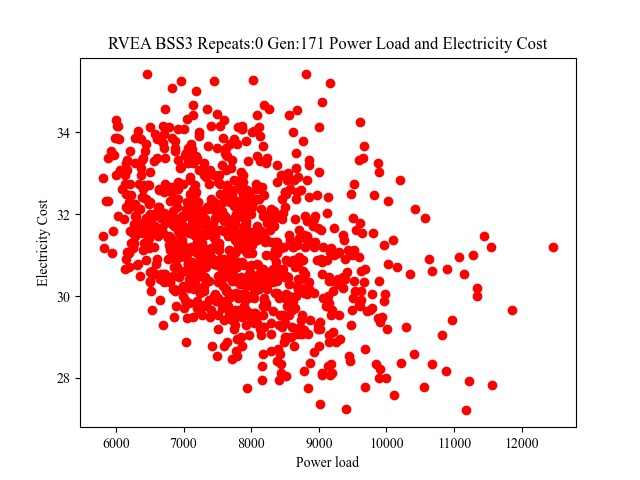 RVEA BSS3 Repeats:0 Gen:171 Power Load and Electricity Cost
34
32
30
28
Electricity Cost
6000 7000 8000 9000 10000 11000 12000
Power load